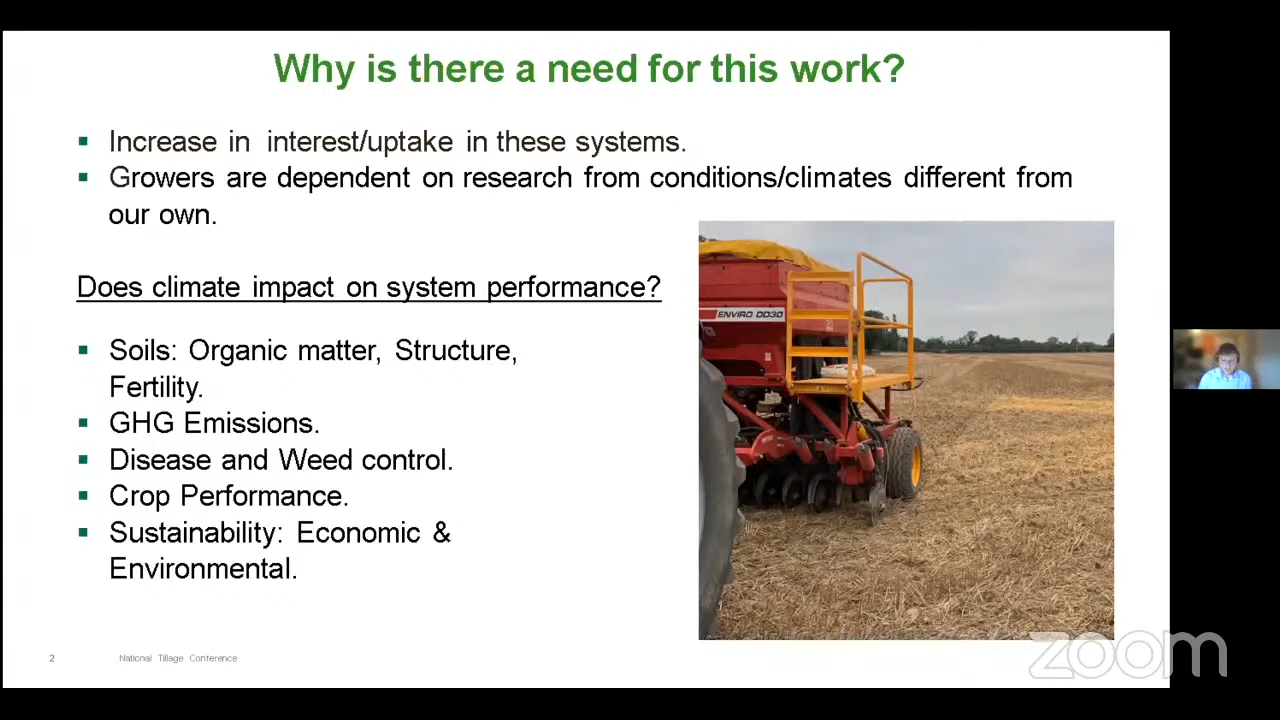 Why is there a need for this work?
▪ Increase in interest/uptake in these systems.
▪ Growers are dependent on research from conditions/climates different from
our own.
Does climate impact on system performance?
▪ Soils: Organic matter, Structure,
Fertility.
▪ GHG Emissions.
▪ Disease and Weed control.
▪ Crop Performance.
▪ Sustainability: Economic &
Environmental.
ENVIRO DD30
2 National Tillage Conference
zoom